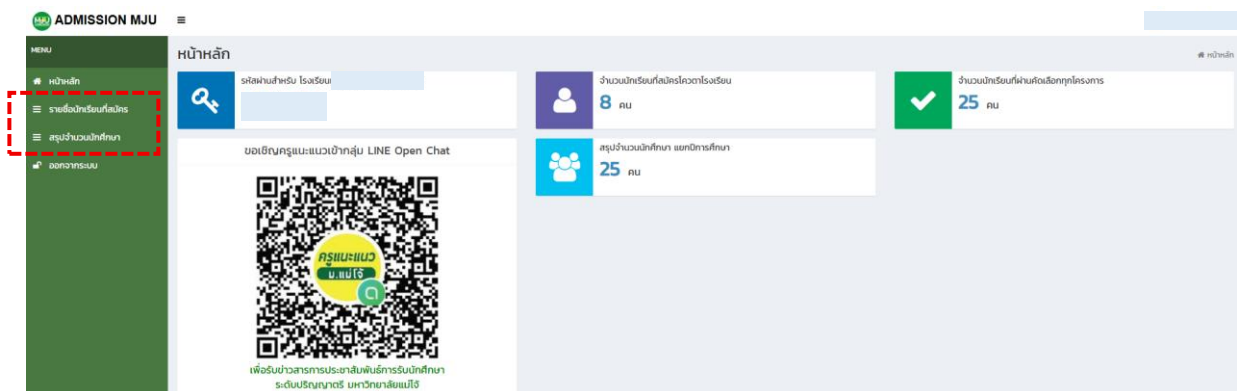 MJU ADMISSION MJU
MENU
หน้าหลัก
รายชื่อนักเรียนที่สมัคร
สรุปจำนวนนักศึกษา
ออกจากระบบ
หน้าหลัก
หน้าหลัก
รหัสผ่านสำหรับ โรงเรียน
จำนวนนักเรียนที่สมัครโควตาโรงเรียน
8 คน
จำนวนนักเรียนที่ผ่านคัดเลือกทุกโครงการ
25 คน
ขอเชิญครูแนะแนวเข้ากลุ่ม LINE Open Chat
ครูแนะแนว
ม.แม่โจ้
เพื่อรับข่าวสารการประชาสัมพันธ์การรับนักศึกษา
ระดับปริญญาตรี มหาวิทยาลัยแม่โจ้
สรุปจำนวนนักศึกษา แยกปีการศึกษา
25 คน